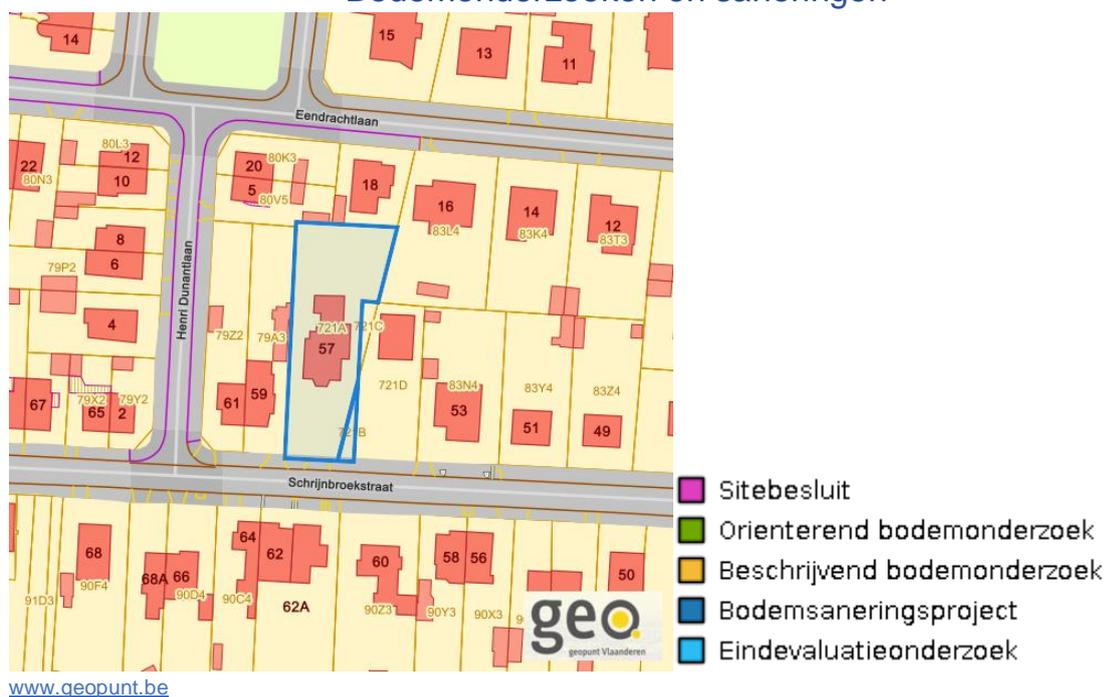 Bodemonderzoeken en saneringen
14
15
13
11
Eendrachtlaan
80L3
12
22
80N3
10
20
80K3
5
80V5
18
16
83L4
14
83K4
12
83T3
8
6
79P2
4
Henri Dunantlaan
79Z2
79A3
721A
721C
57
721D
83N4
83Y4
83Z4
67
79X2
65
79Y2
2
61
59
53
51
49
Schrijnbroekstraat
68
90F4
91D3
68A
66
90D4
64
62
90C4
62A
60
90Z3
58
56
90Y3
90X3
50
geo
geopunt Vlaanderen
Sitebesluit
Orienterend bodemonderzoek
Beschrijvend bodemonderzoek
Bodemsaneringsproject
Eindevaluatieonderzoek
www.geopunt.be